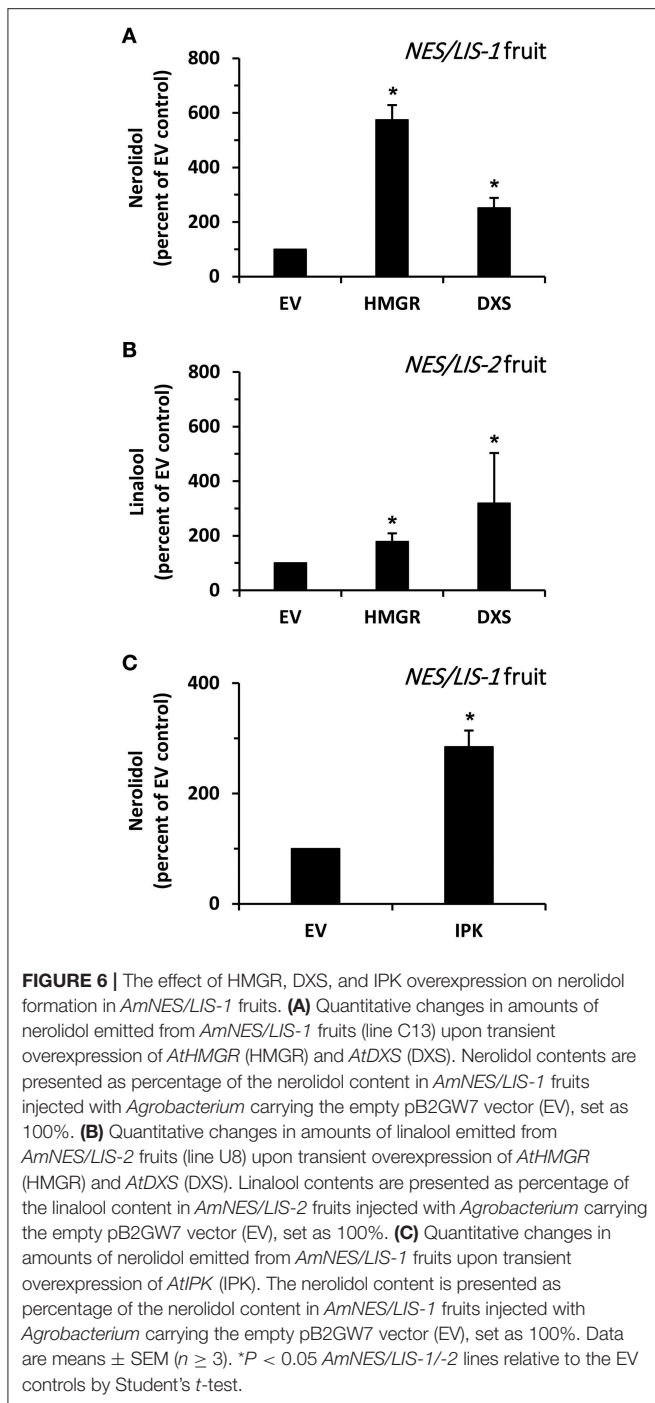 A
NES/LIS-1 fruit
Nerolidol
(percent of EV control)
800
600
400
200
0
*
*
EV HMGR DXS
B
NES/LIS-2 fruit
Linalool
(percent of EV control)
800
600
400
200
0
*
*
EV HMGR DXS
C
NES/LIS-1 fruit
Nerolidol
(percent of EV control)
400
200
0
*
EV IPK
FIGURE 6 | The effect of HMGR, DXS, and IPK overexpression on nerolidol
formation in AmNES/LIS-1 fruits. (A) Quantitative changes in amounts of
nerolidol emitted from AmNES/LIS-1 fruits (line C13) upon transient
overexpression of AtHMGR (HMGR) and AtDXS (DXS). Nerolidol contents are
presented as percentage of the nerolidol content in AmNES/LIS-1 fruits
injected with Agrobacterium carrying the empty pB2GW7 vector (EV), set as
100%. (B) Quantitative changes in amounts of linalool emitted from
AmNES/LIS-2 fruits (line U8) upon transient overexpression of AtHMGR
(HMGR) and AtDXS (DXS). Linalool contents are presented as percentage of
the linalool content in AmNES/LIS-2 fruits injected with Agrobacterium carrying
the empty pB2GW7 vector (EV), set as 100%. (C) Quantitative changes in
amounts of nerolidol emitted from AmNES/LIS-1 fruits upon transient
overexpression of AtIPK (IPK). The nerolidol content is presented as
percentage of the nerolidol content in AmNES/LIS-1 fruits injected with
Agrobacterium carrying the empty pB2GW7 vector (EV), set as 100%. Data
are means ± SEM (n ≥ 3). *P < 0.05 AmNES/LIS-1/-2 lines relative to the EV
controls by Student's t-test.